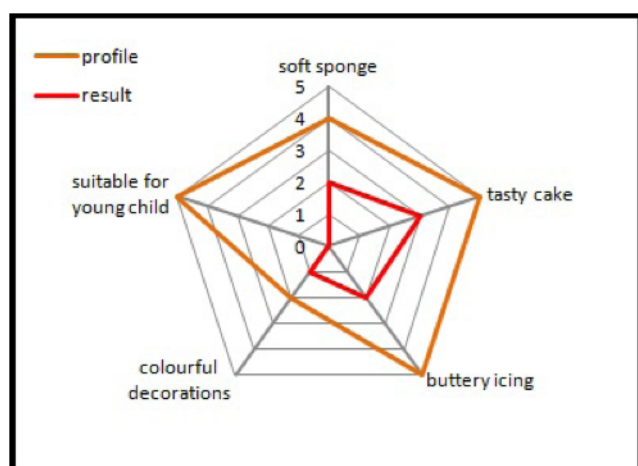 profile
result
soft sponge
5
4
3
2
1
0
suitable for
young child
tasty cake
colourful
decorations
buttery icing